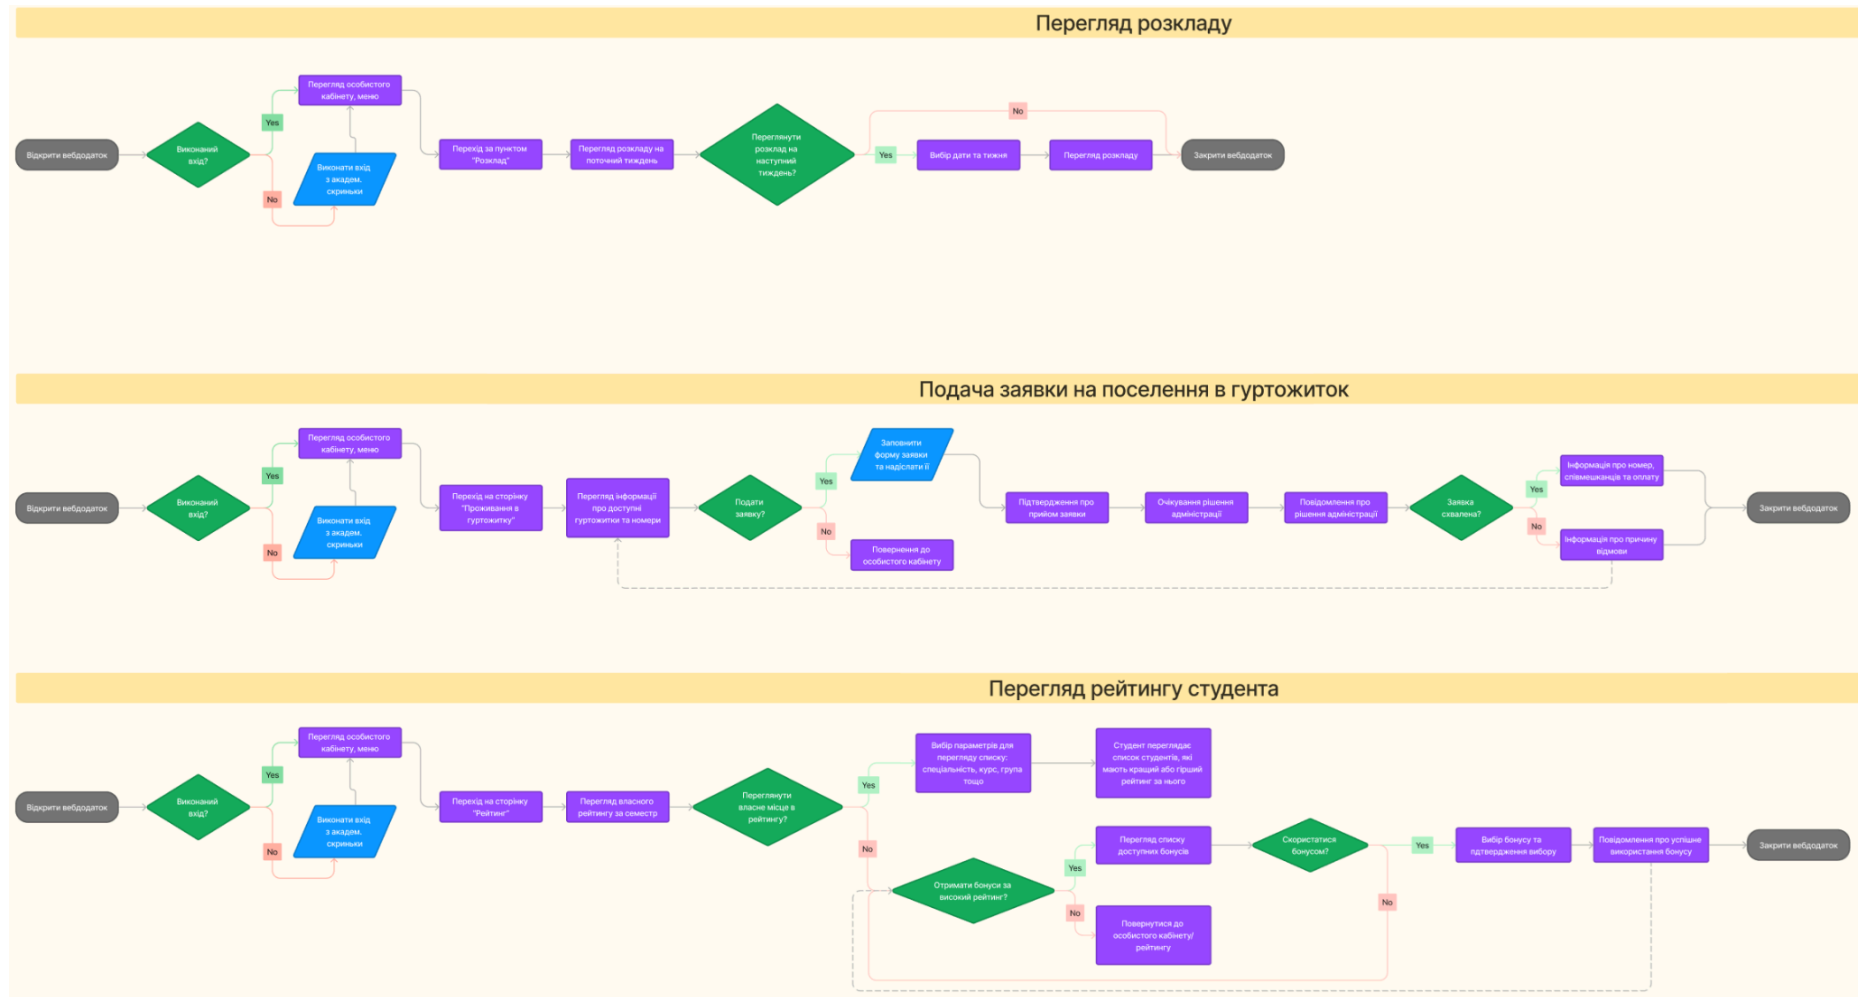 Перегляд розкладу
Відкрити вебдодаток
Виконаний
вхід?
Yes
No
Перегляд особистого
кабінету, меню
Виконати вхід
з академ.
скриньки
Перехід за пунктом
"Розклад"
Перегляд розкладу на
поточний тиждень
Переглянути
розклад на
наступний
тиждень?
No
Yes
Вибір дати та тижня
Перегляд розкладу
Закрити вебдодаток
Подача заявки на поселення в гуртожиток
Відкрити вебдодаток
Виконаний
вхід?
Yes
No
Перегляд особистого
кабінету, меню
Виконати вхід
з академ.
скриньки
Перехід на сторінку
"Проживання в
гуртожитку"
Перегляд інформації
про доступні
гуртожитки та номери
Подати
заявку?
Yes
No
Заповнити
форму заявки
та надіслати її
Повернення до
особистого кабінету
Підтвердження про
прийом заявки
Очікування рішення
адміністрації
Повідомлення про
рішення адміністрації
Заявка
схвалена?
Yes
No
Інформація про номер,
співмешканців та оплату
Інформація про причину
відмови
Закрити вебдодаток
Перегляд рейтингу студента
Відкрити вебдодаток
Виконаний
вхід?
Yes
No
Перегляд особистого
кабінету, меню
Виконати вхід
з академ.
скриньки
Перехід на сторінку
"Рейтинг"
Перегляд власного
рейтингу за семестр
Переглянути
власне місце в
рейтингу?
Yes
No
Вибір параметрів для
перегляду списку:
спеціальність, курс, група
тощо
Студент переглядає
список студентів, які
мають кращий або гірший
рейтинг за нього
Отримати бонуси за
високий рейтинг?
Yes
No
Перегляд списку
доступних бонусів
Повернутися до
особистого кабінету/
рейтингу
Скористатися
бонусом?
Yes
No
Вибір бонусу та
пдтвердження вибору
Повідомлення про успішне
використання бонусу
Закрити вебдодаток